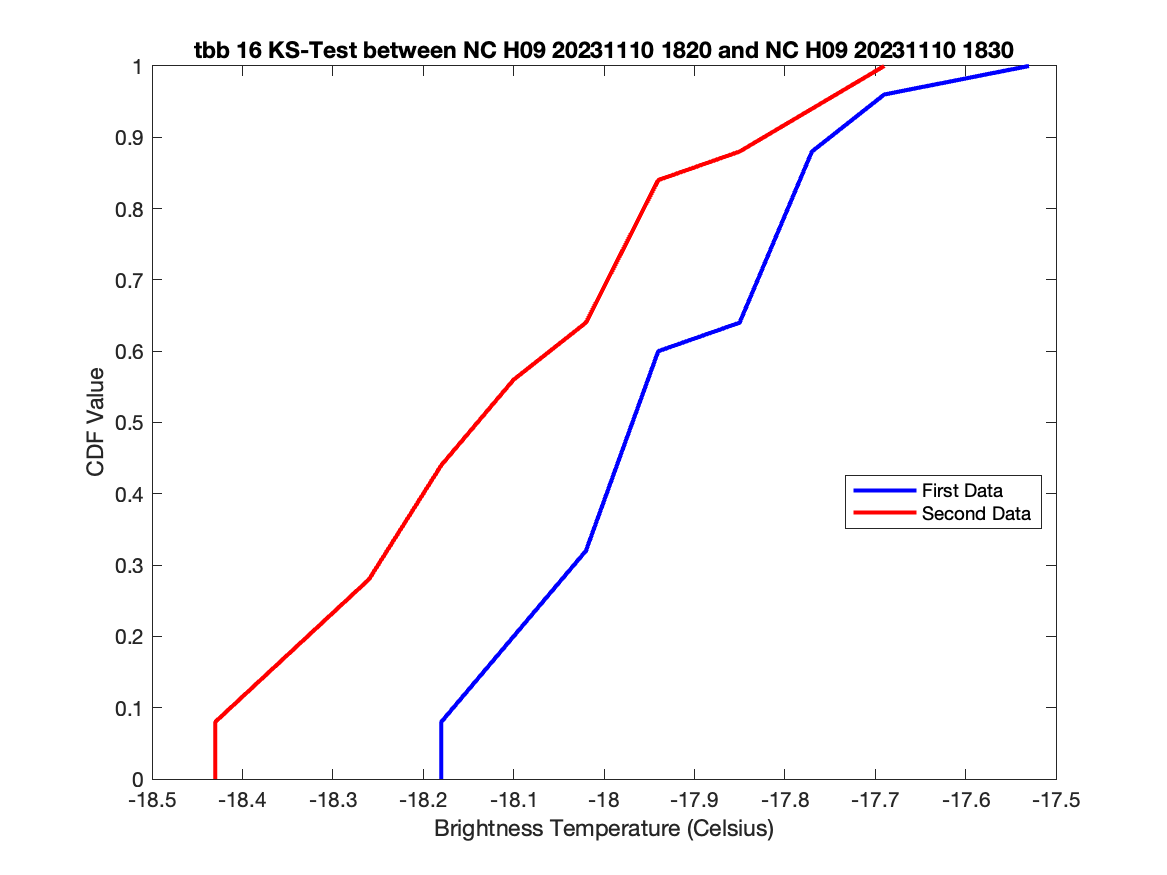 tbb 16 KS-Test between NC H09 20231110 1820 and NC H09 20231110 1830
1
0.9
0.8
0.7
0.6
0.5
0.4
0.3
0.2
0.1
0
CDF Value
First Data
Second Data
-18.5 -18.4 -18.3 -18.2 -18.1 -18 -17.9 -17.8 -17.7 -17.6 -17.5
Brightness Temperature (Celsius)